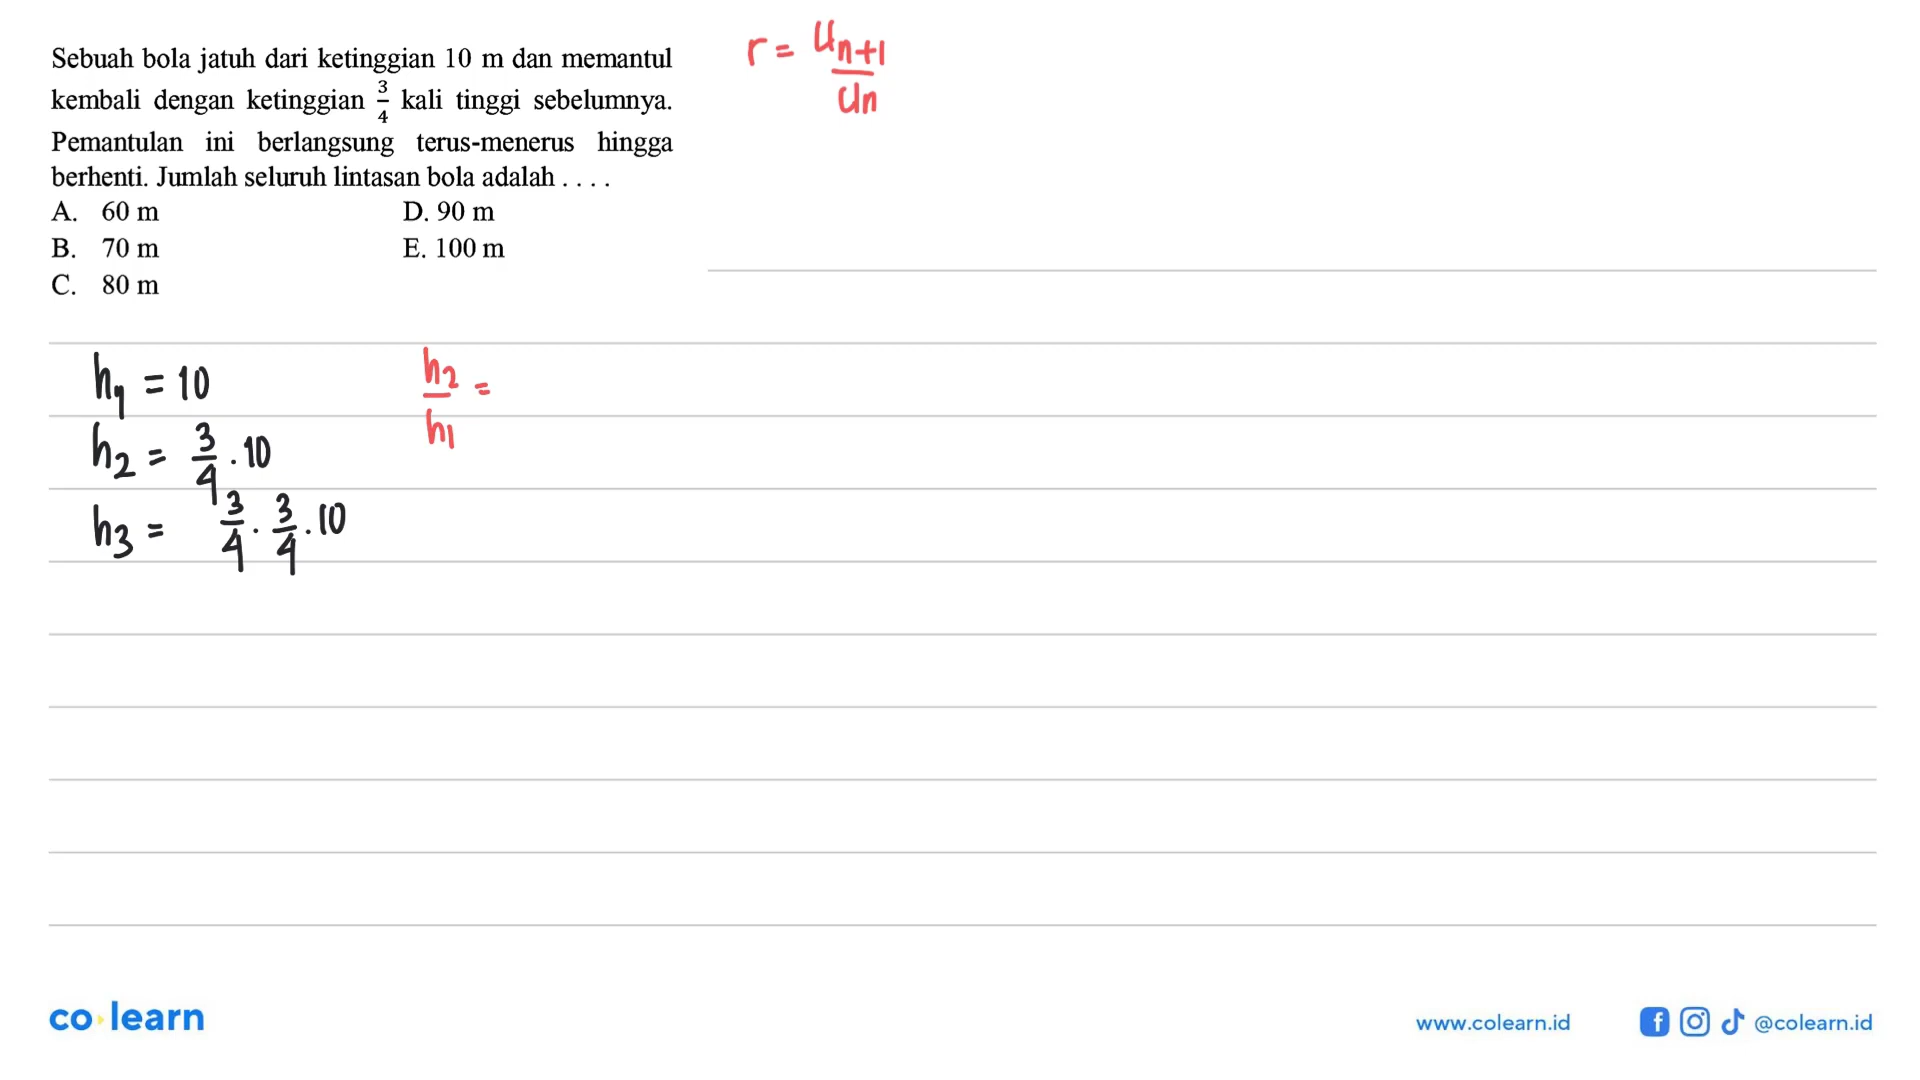 Sebuah bola jatuh dari ketinggian 10 m dan memantul
kembali dengan ketinggian 3/4 kali tinggi sebelumnya.
Pemantulan ini berlangsung terus-menerus hingga
berhenti. Jumlah seluruh lintasan bola adalah . . . .
A. 60 m D. 90 m
B. 70 m E. 100 m
C. 80 m
r = Un+1/Un
h1 = 10
h2 = 3/4 . 10
h3 = 3/4 . 3/4 . 10
h2/h1 =
co learn
www.colearn.id
@colearn.id